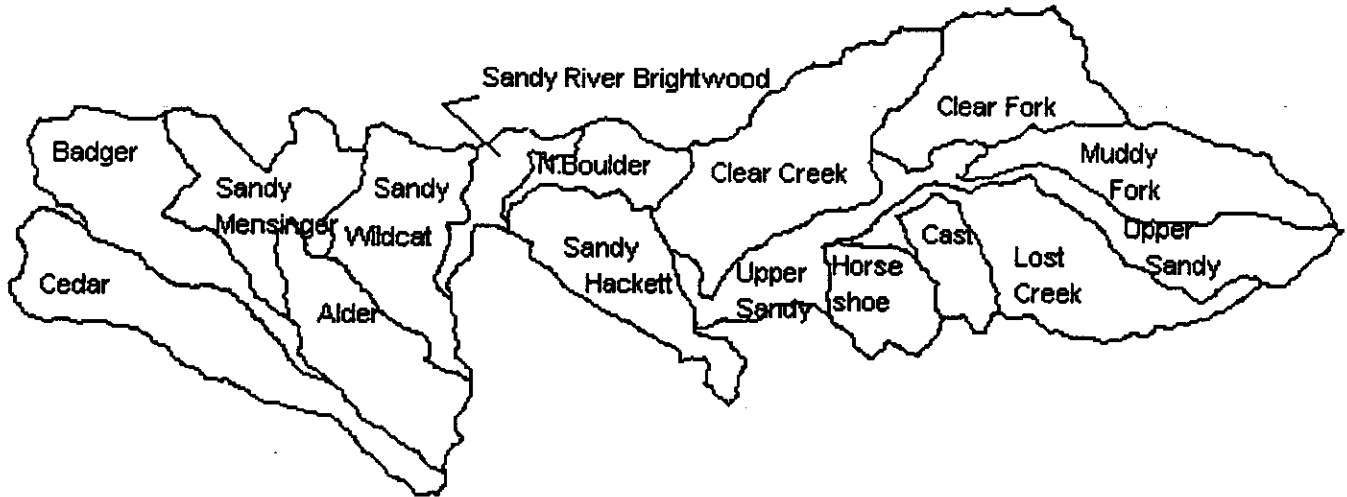 Sandy River Brightwood
Clear Fork
Badger
N.Boulder
Muddy
Fork
Sandy
Mensinger
Sandy
Wildcat
Clear Creek
Upper
Sandy
Cast
Sandy
Hackett
Lost
Creek
Horse
shoe
Upper
Sandy
Cedar
Alder